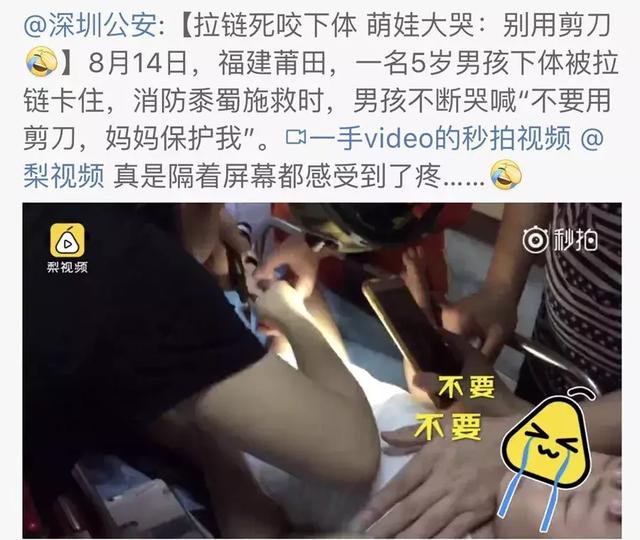 @深圳公安:【拉链死咬下体 萌娃大哭：别用剪刀
🤣】8月14日，福建莆田，一名5岁男孩下体被拉
链卡住，消防黍蜀施救时，男孩不断哭喊“不要用
剪刀，妈妈保护我”。一手video的秒拍视频 @
梨视频 真是隔着屏幕都感受到了疼……🤣
梨视频
秒拍
不要
不要